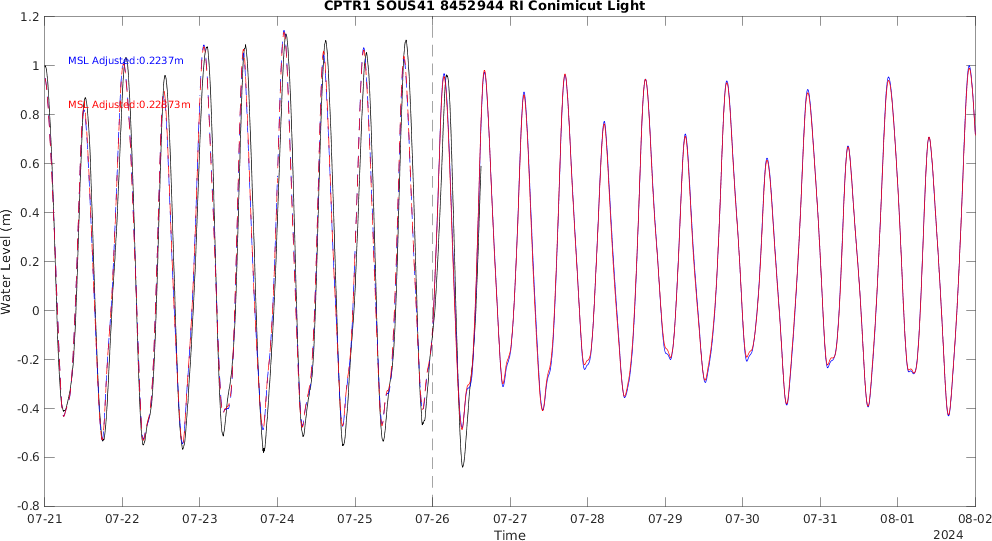 CPTR1 SOUS41 8452944 RI Conimicut Light
1.2
1
0.8
0.6
0.4
0.2
0
-0.2
-0.4
-0.6
-0.8
Water Level (m)
MSL Adjusted:0.2237m
MSL Adjusted:0.22373m
07-21 07-22 07-23 07-24 07-25 07-26 07-27 07-28 07-29 07-30 07-31 08-01 08-02
Time
2024